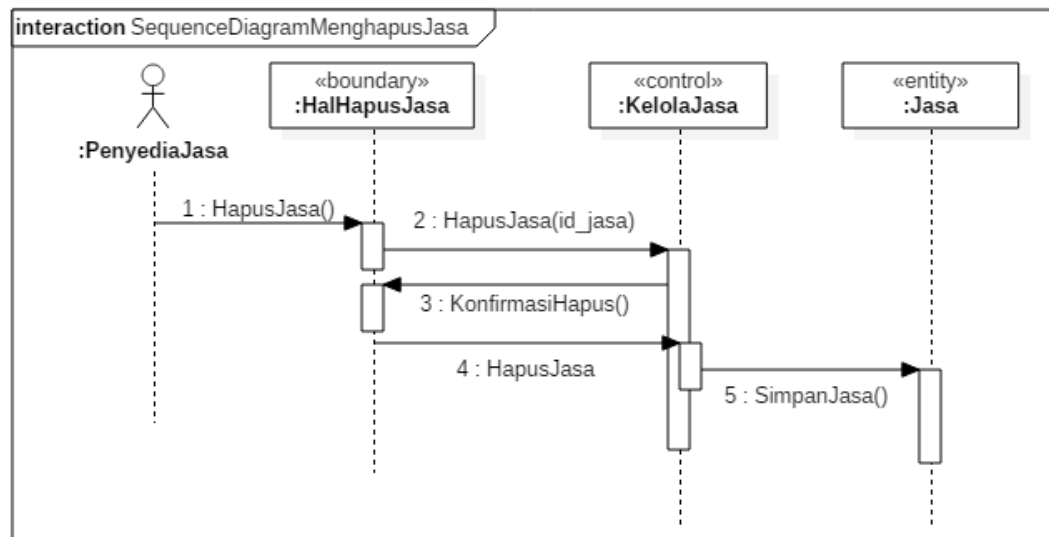 interaction SequenceDiagramMenghapusJasa
«boundary»
:HalHapusJasa
«control»
:KelolaJasa
«entity»
:Jasa
:PenyediaJasa
1 : HapusJasa()
2 : HapusJasa(id_jasa)
3 : KonfirmasiHapus()
4 : HapusJasa
5 : SimpanJasa()